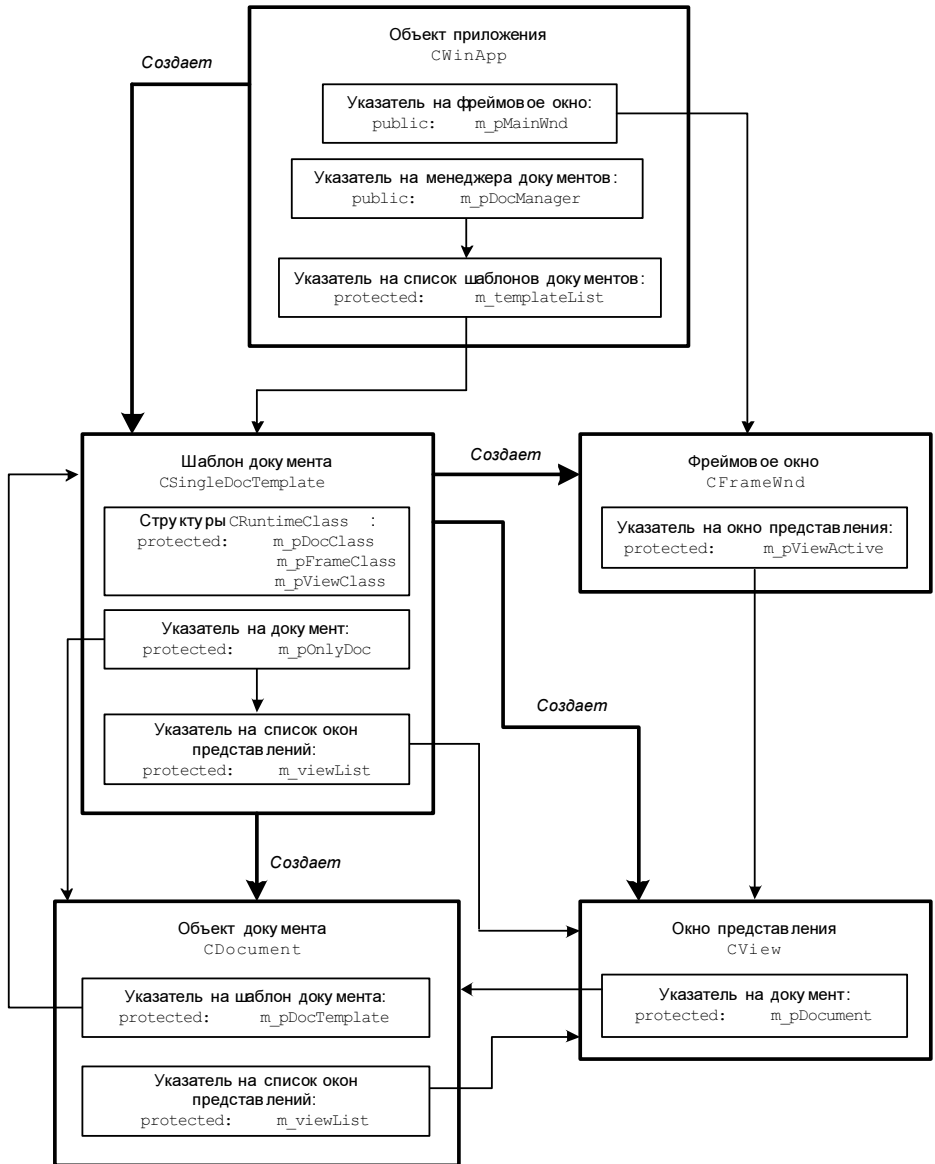 Объект приложения
CWinApp
Создает
Указатель на фреймовое окно:
public: m_pMainWnd
Указатель на менеджера документов:
public: m_pDocManager
Указатель на список шаблонов документов:
protected: m_templateList
Шаблон документа
CSingleDocTemplate
Структуры CRuntimeClass :
protected: m_pDocClass
m_pFrameClass
m_pViewClass
Указатель на документ:
protected: m_pOnlyDoc
Указатель на список окон
представлений:
protected: m_viewList
Создает
Фреймовое окно
CFrameWnd
Указатель на окно представления:
protected: m_pViewActive
Создает
Создает
Объект документа
CDocument
Указатель на шаблон документа:
protected: m_pDocTemplate
Указатель на список окон
представлений:
protected: m_viewList
Окно представления
CView
Указатель на документ:
protected: m_pDocument